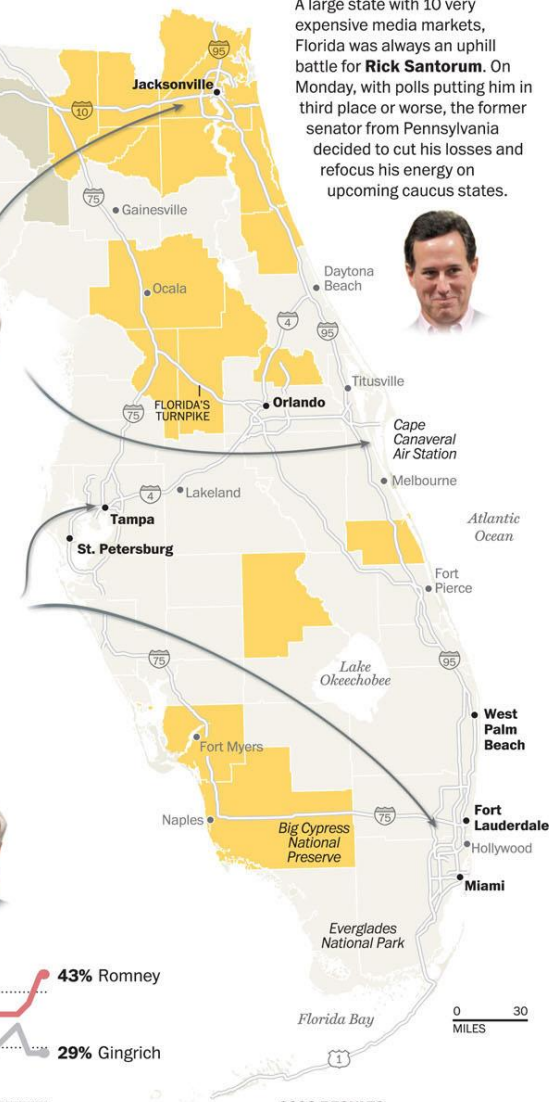 A large state with 10 very
expensive media markets,
Florida was always an uphill
battle for Rick Santorum. On
Monday, with polls putting him in
third place or worse, the former
senator from Pennsylvania
decided to cut his losses and
refocus his energy on
upcoming caucus states.
95
Jacksonville
10
75
Gainesville
Ocala
Daytona
Beach
4
95
Titusville
FLORIDA'S
TURNPIKE
Orlando
75
Cape
Canaveral
Air Station
4
Lakeland
Melbourne
Tampa
Atlantic
Ocean
St. Petersburg
Fort
Pierce
75
95
Lake
Okeechobee
West
Palm
Beach
Fort Myers
Naples
75
Fort
Lauderdale
Big Cypress
National
Preserve
Hollywood
Miami
Everglades
National Park
43% Romney
Florida Bay
0 30
MILES
29% Gingrich
1